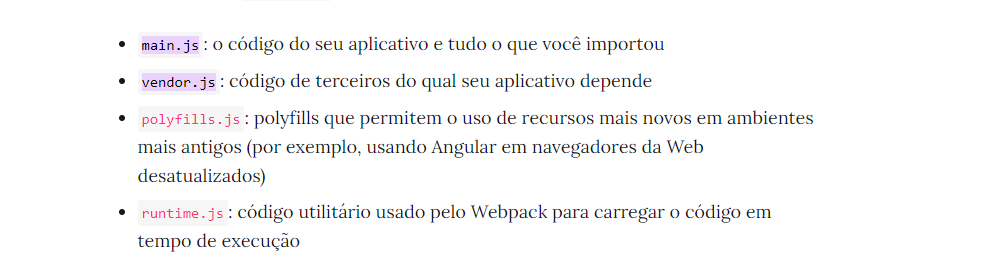 main.js: o código do seu aplicativo e tudo o que você importou
vendor.js: código de terceiros do qual seu aplicativo depende
polyfills.js: polyfills que permitem o uso de recursos mais novos em ambientes
mais antigos (por exemplo, usando Angular em navegadores da Web
desatualizados)
runtime.js: código utilitário usado pelo Webpack para carregar o código em
tempo de execução